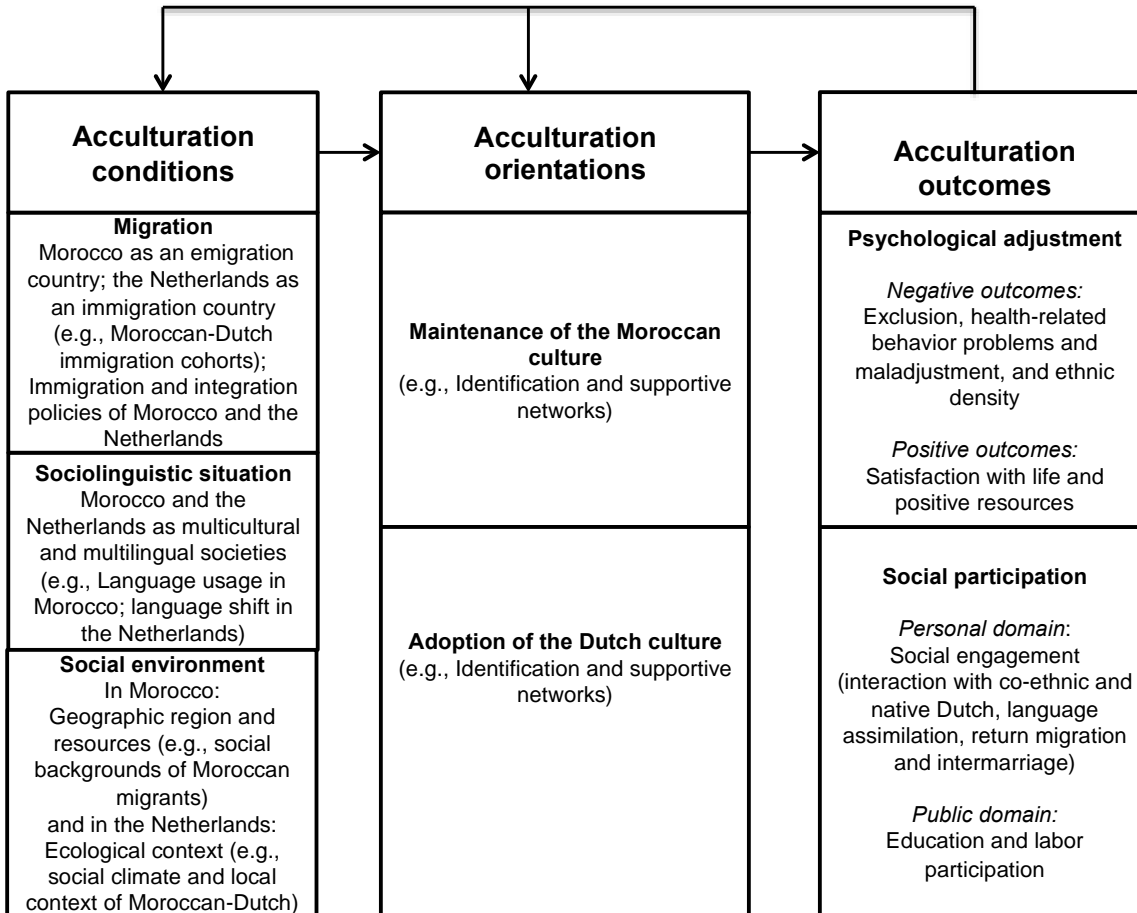 Acculturation
conditions
Migration
Morocco as an emigration
country; the Netherlands as
an immigration country
(e.g., Moroccan-Dutch
immigration cohorts);
Immigration and integration
policies of Morocco and the
Netherlands
Sociolinguistic situation
Morocco and the
Netherlands as multicultural
and multilingual societies
(e.g., Language usage in
Morocco; language shift in
the Netherlands)
Social environment
In Morocco:
Geographic region and
resources (e.g., social
backgrounds of Moroccan
migrants)
and in the Netherlands:
Ecological context (e.g.,
social climate and local
context of Moroccan-Dutch)
Acculturation
orientations
Maintenance of the Moroccan
culture
(e.g., Identification and supportive
networks)
Adoption of the Dutch culture
(e.g., Identification and supportive
networks)
Acculturation
outcomes
Psychological adjustment
Negative outcomes:
Exclusion, health-related
behavior problems and
maladjustment, and ethnic
density
Positive outcomes:
Satisfaction with life and
positive resources
Social participation
Personal domain:
Social engagement
(interaction with co-ethnic and
native Dutch, language
assimilation, return migration
and intermarriage)
Public domain:
Education and labor
participation